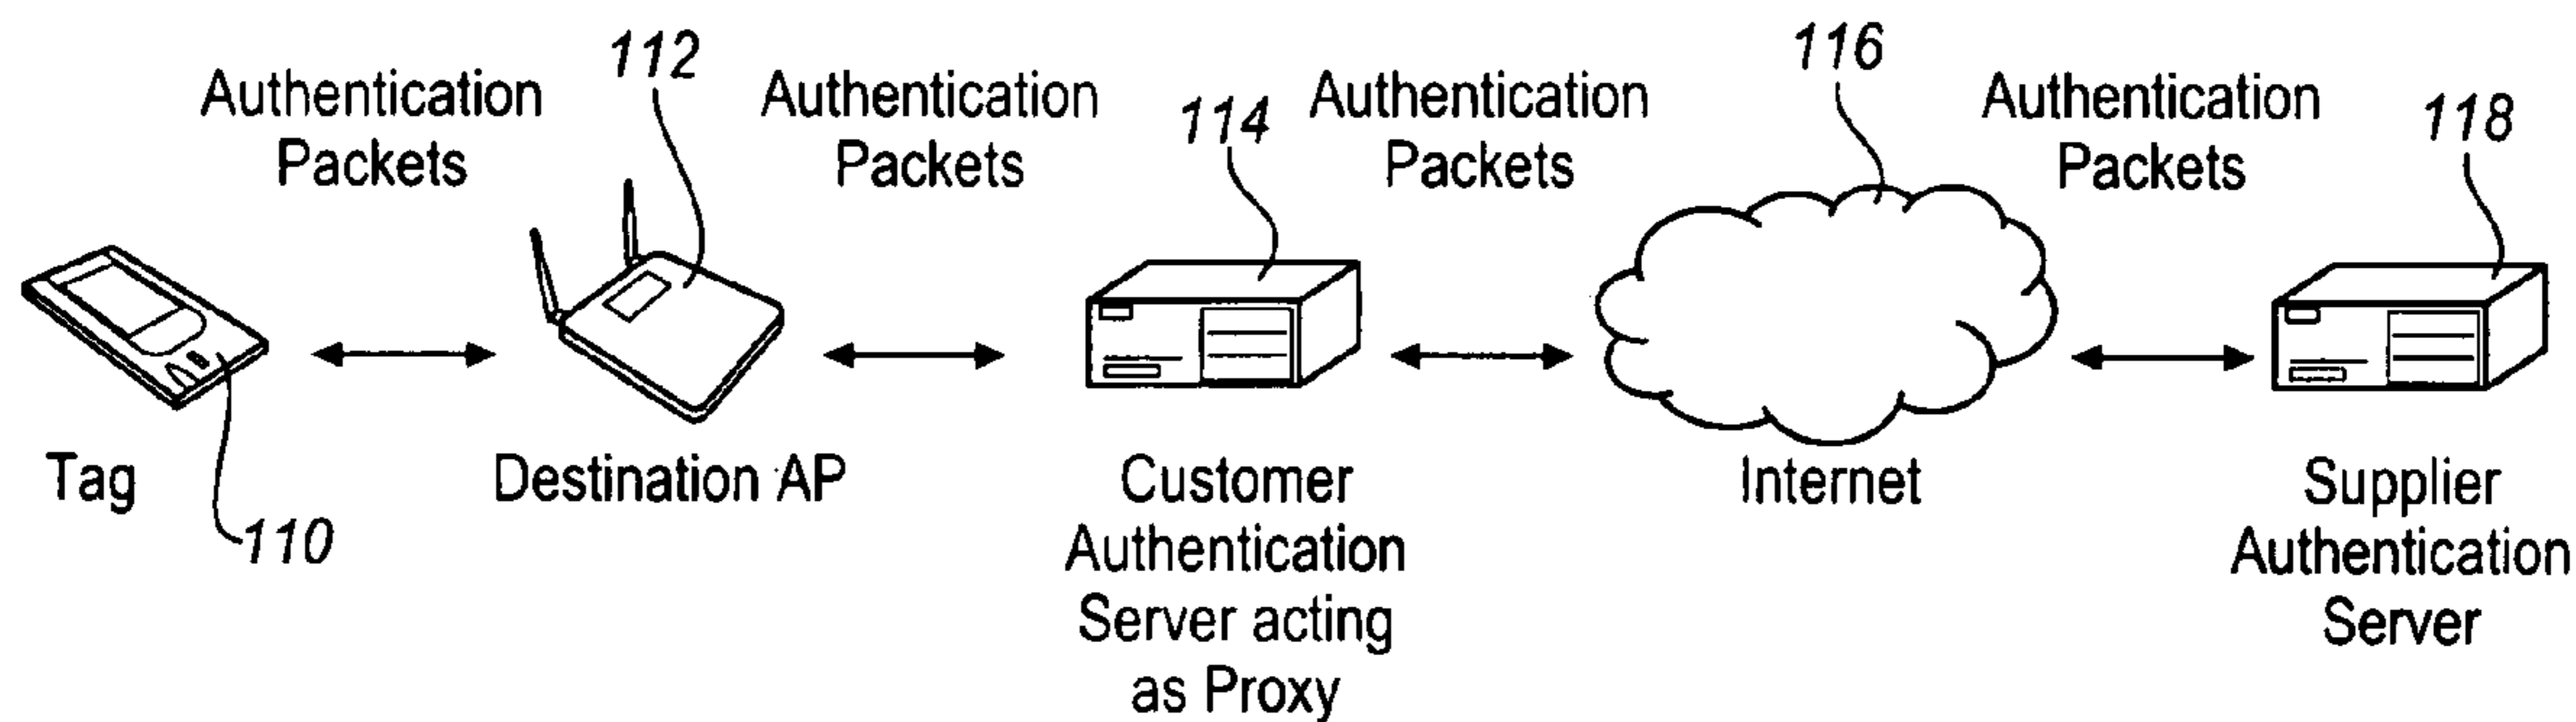 112
116
Authentication
Packets
Authentication
Packets
114
Authentication
Packets
Authentication
Packets
118
Tag
110
Destination AP
Customer
Authentication
Server acting
as Proxy
Internet
Supplier
Authentication
Server